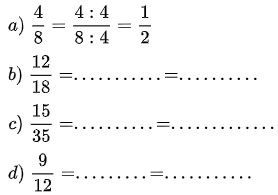 a) 4/8 = 4 : 4/8 : 4 = 1/2
b) 12/18 =...........=..........
c) 15/35 =...........=..............
d) 9/12 =.........=...........